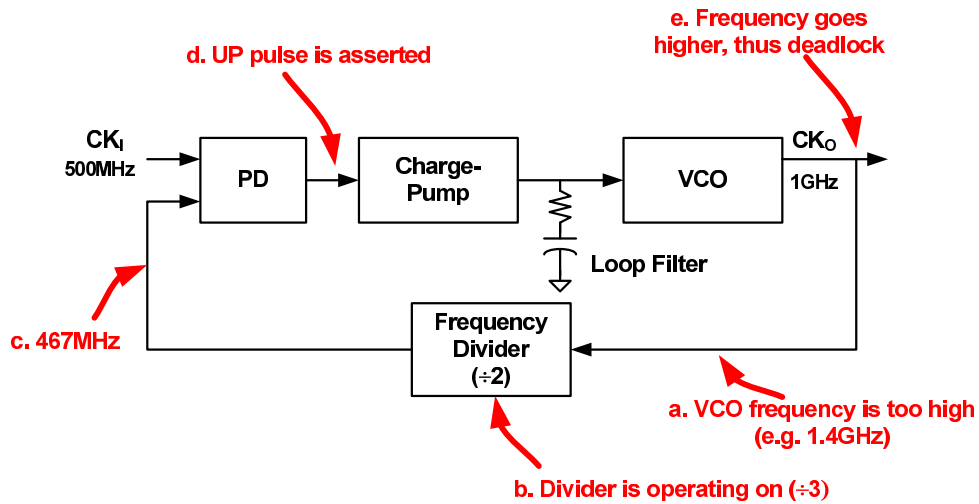 e. Frequency goes
higher, thus deadlock
d. UP pulse is asserted
CKI
500MHz
PD
Charge-
Pump
VCO
CKO
1GHz
Loop Filter
c. 467MHz
Frequency
Divider
(÷2)
a. VCO frequency is too high
(e.g. 1.4GHz)
b. Divider is operating on (÷3)